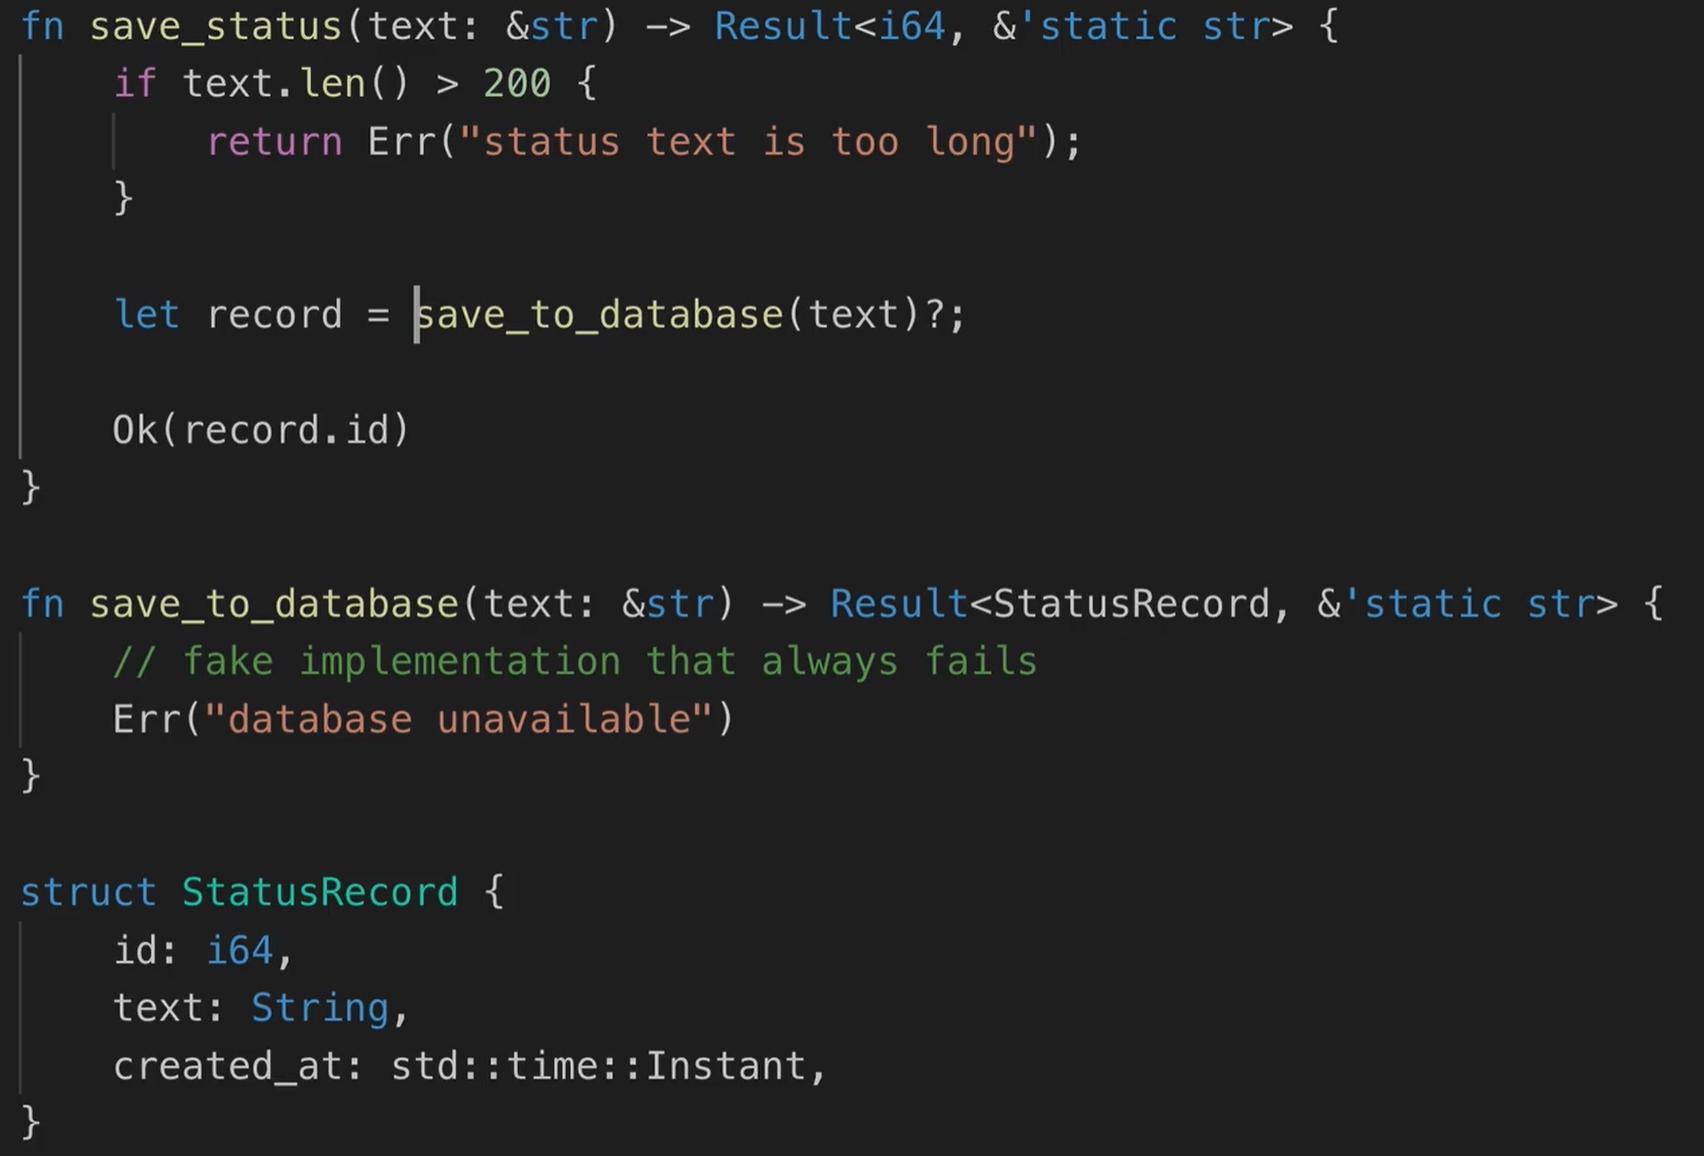 fn save_status(text: &str) -> Result<i64, &'static str> {
    if text.len() > 200 {
        return Err("status text is too long");
    }

    let record = save_to_database(text)?;

    Ok(record.id)
}

fn save_to_database(text: &str) -> Result<StatusRecord, &'static str> {
    // fake implementation that always fails
    Err("database unavailable")
}

struct StatusRecord {
    id: i64,
    text: String,
    created_at: std::time::Instant,
}